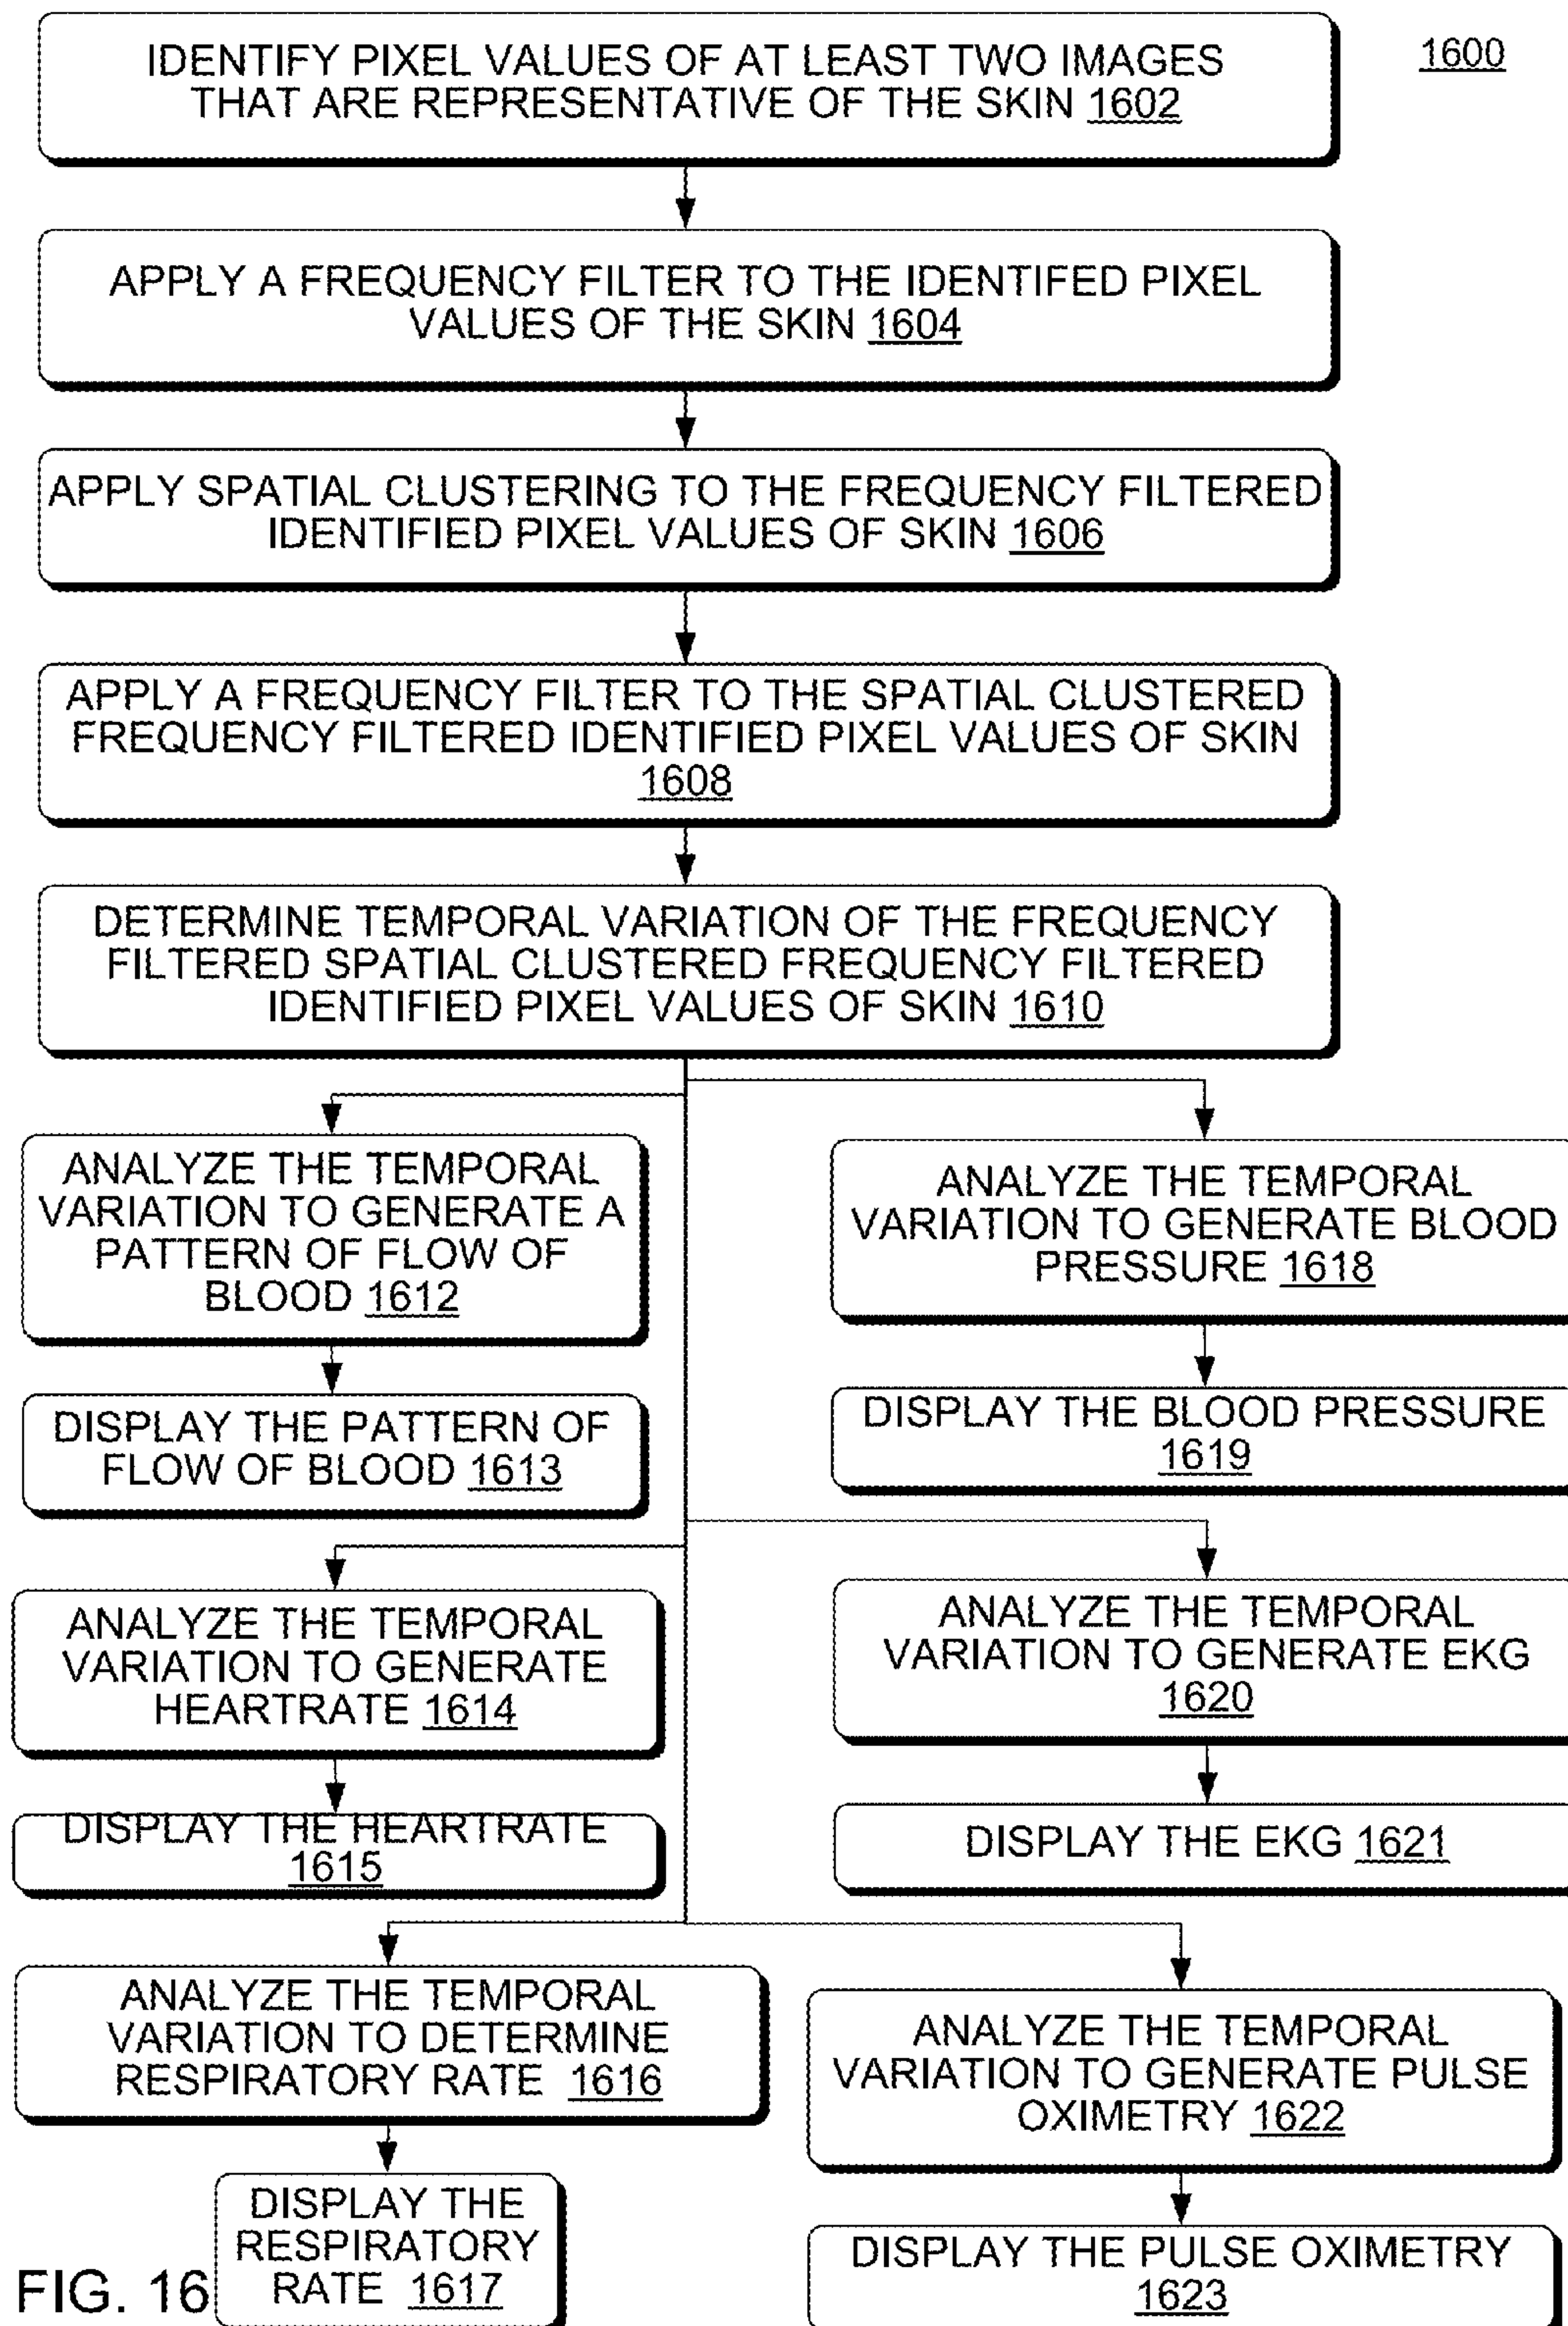 1600
IDENTIFY PIXEL VALUES OF AT LEAST TWO IMAGES
THAT ARE REPRESENTATIVE OF THE SKIN 1602
APPLY A FREQUENCY FILTER TO THE IDENTIFED PIXEL
VALUES OF THE SKIN 1604
APPLY SPATIAL CLUSTERING TO THE FREQUENCY FILTERED
IDENTIFIED PIXEL VALUES OF SKIN 1606
APPLY A FREQUENCY FILTER TO THE SPATIAL CLUSTERED
FREQUENCY FILTERED IDENTIFIED PIXEL VALUES OF SKIN
1608
DETERMINE TEMPORAL VARIATION OF THE FREQUENCY
FILTERED SPATIAL CLUSTERED FREQUENCY FILTERED
IDENTIFIED PIXEL VALUES OF SKIN 1610
ANALYZE THE TEMPORAL
VARIATION TO GENERATE A
PATTERN OF FLOW OF
BLOOD 1612
DISPLAY THE PATTERN OF
FLOW OF BLOOD 1613
ANALYZE THE TEMPORAL
VARIATION TO GENERATE BLOOD
PRESSURE 1618
DISPLAY THE BLOOD PRESSURE
1619
ANALYZE THE TEMPORAL
VARIATION TO GENERATE
HEARTRATE 1614
DISPLAY THE HEARTRATE
1615
ANALYZE THE TEMPORAL
VARIATION TO GENERATE EKG
1620
DISPLAY THE EKG 1621
ANALYZE THE TEMPORAL
VARIATION TO DETERMINE
RESPIRATORY RATE 1616
DISPLAY THE
RESPIRATORY
RATE 1617
ANALYZE THE TEMPORAL
VARIATION TO GENERATE PULSE
OXIMETRY 1622
DISPLAY THE PULSE OXIMETRY
1623
FIG. 16